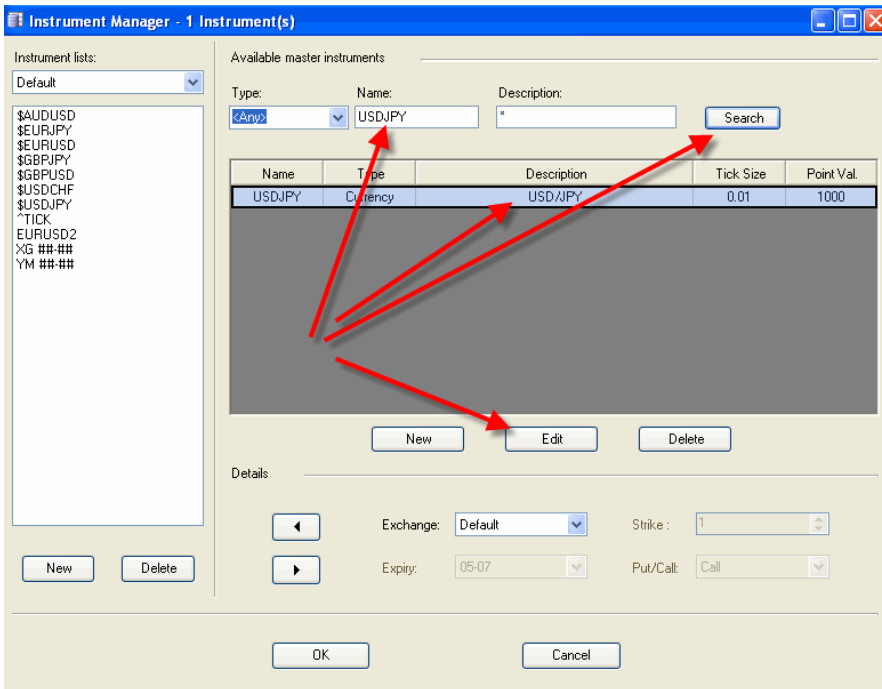 Instrument Manager - 1 Instrument(s)
Instrument lists:
Default
$AUDUSD
$EURJPY
$EURUSD
$GBPJPY
$GBPUSD
$USDCHF
$USDJPY
^TICK
EURUSD2
XG ##-##
YM ##-##
New Delete
Available master instruments
Type: Name: Description:
<Any> USDJPY * Search
Name Type Description Tick Size Point Val.
USDJPY Currency USD/JPY 0.01 1000
New Edit Delete
Details
Exchange: Default Strike : 1
Expiry: 05-07 Put/Call: Call
OK Cancel